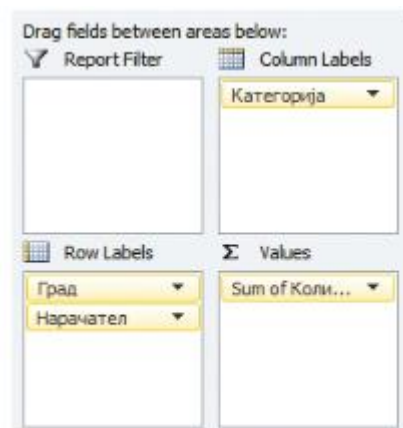 Drag fields between areas below:
Report Filter
Column Labels
Категорија
Row Labels
Σ Values
Град
Нарачател
Sum of Коли...